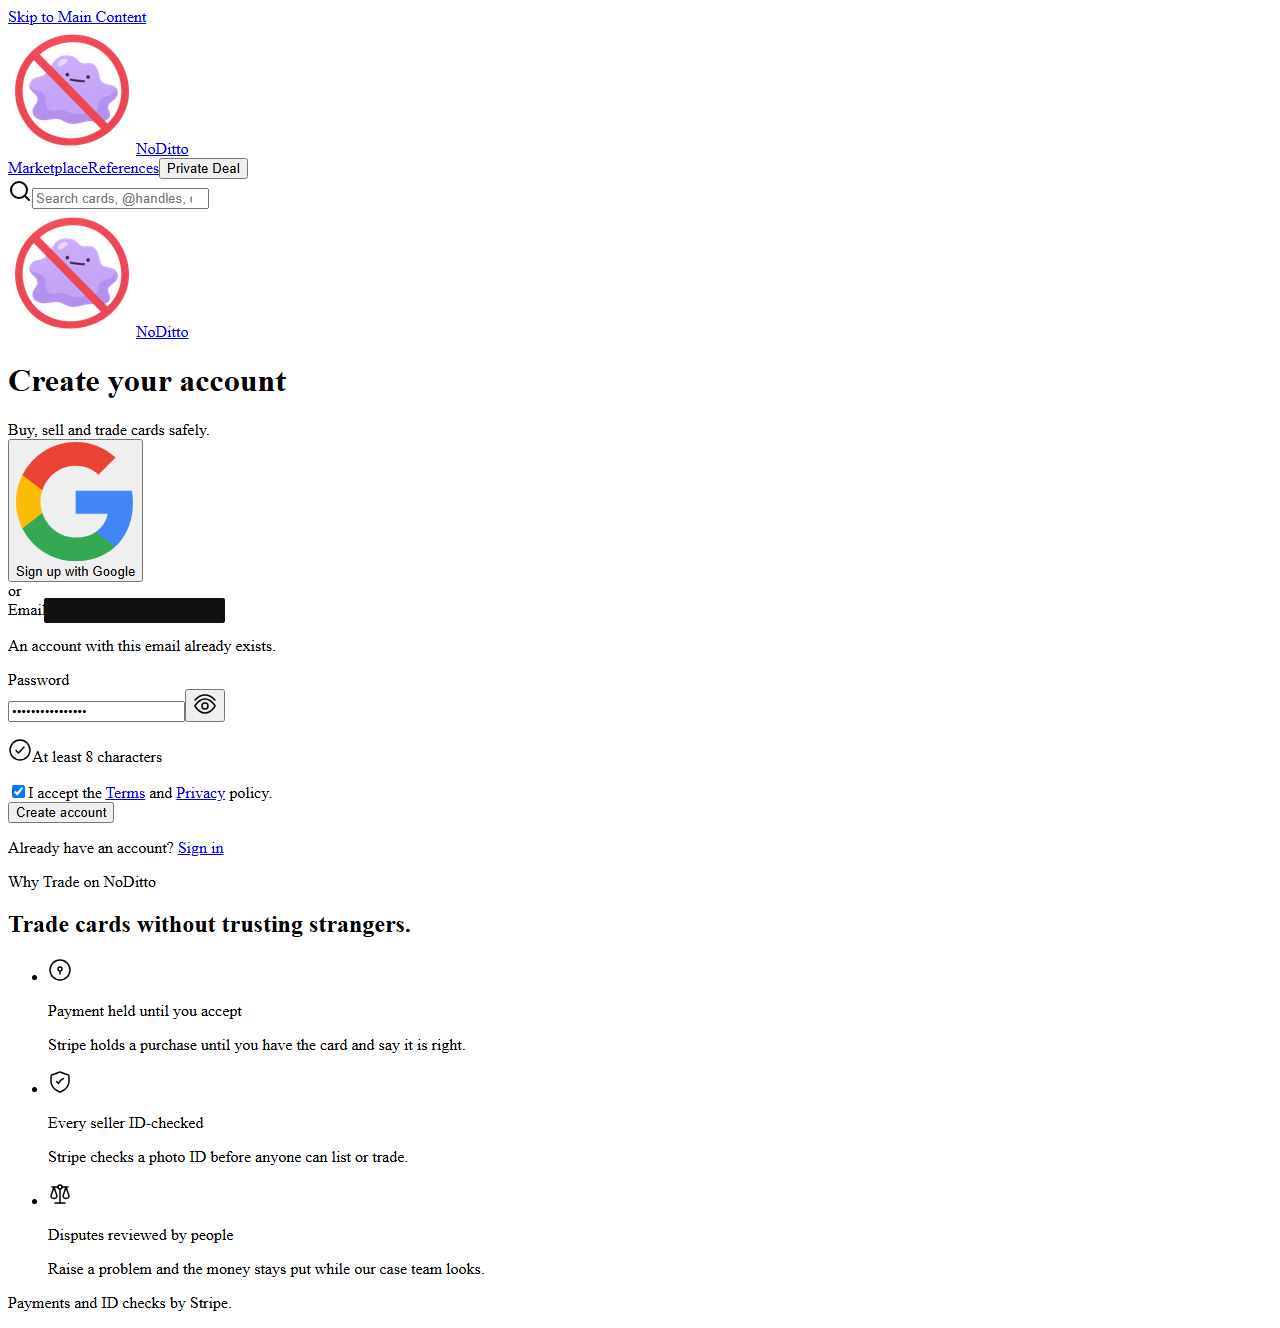 Skip to Main Content
NoDitto
MarketplaceReferences Private Deal
Search cards, @handles,
NoDitto
Create your account
Buy, sell and trade cards safely.
Sign up with Google
or
Email
An account with this email already exists.
Password
••••••••••••••••
At least 8 characters
I accept the Terms and Privacy policy.
Create account
Already have an account? Sign in
Why Trade on NoDitto
Trade cards without trusting strangers.
Payment held until you accept
Stripe holds a purchase until you have the card and say it is right.
Every seller ID-checked
Stripe checks a photo ID before anyone can list or trade.
Disputes reviewed by people
Raise a problem and the money stays put while our case team looks.
Payments and ID checks by Stripe.